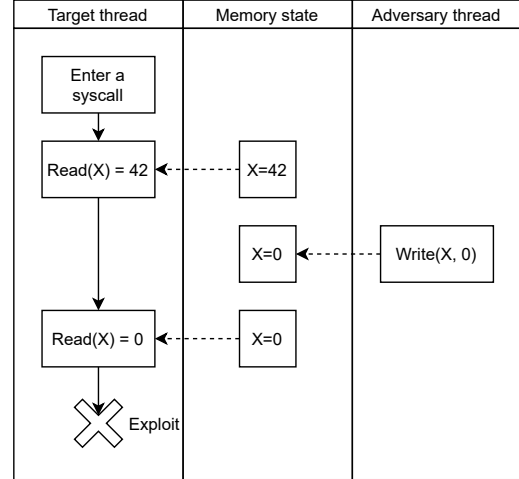 Target thread
Memory state
Adversary thread
Enter a
syscall
Read(X) = 42
X=42
X=0
Write(X, 0)
Read(X) = 0
X=0
Exploit